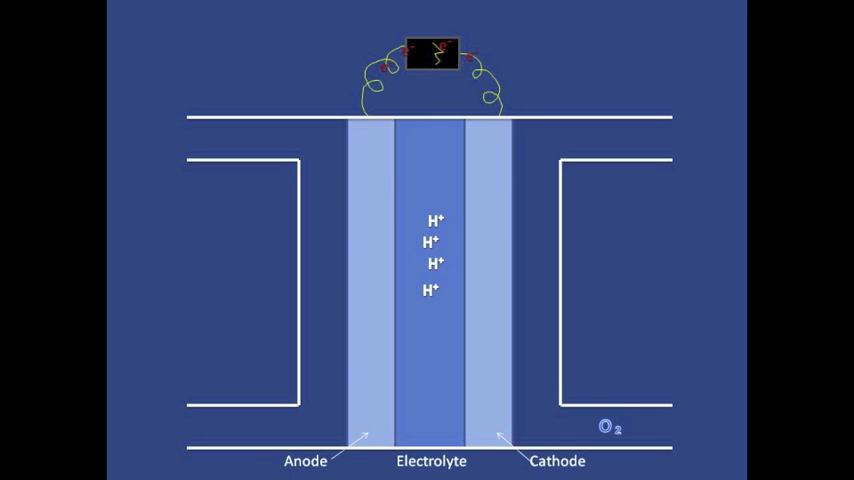 e⁻ e⁻ e⁻
e⁻
H⁺
H⁺
H⁺
H⁺
O₂
Anode Electrolyte Cathode